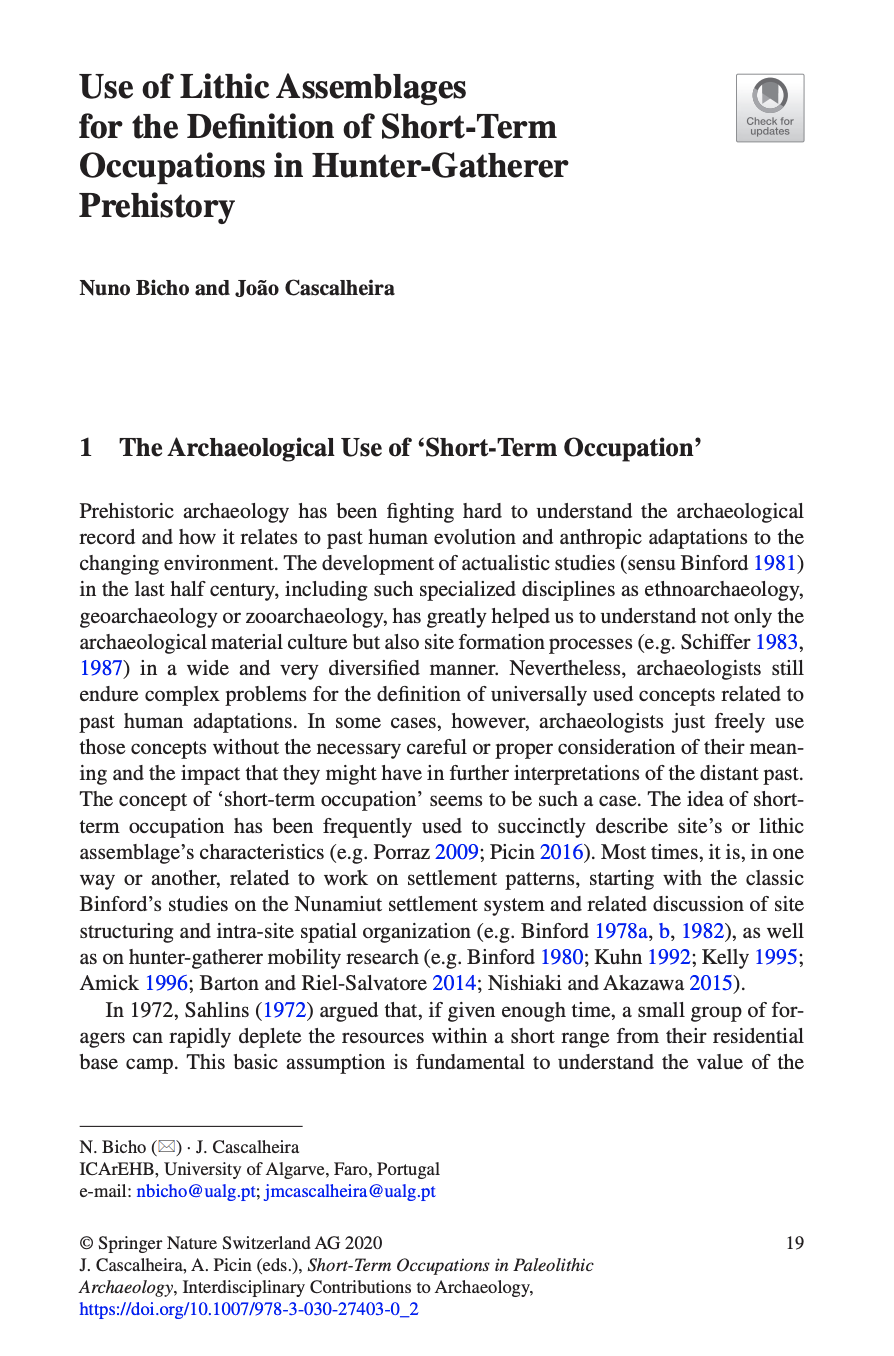 Use of Lithic Assemblages
for the Definition of Short-Term
Occupations in Hunter-Gatherer
Prehistory
Check for
updates
Nuno Bicho and João Cascalheira
1 The Archaeological Use of ‘Short-Term Occupation’
Prehistoric archaeology has been fighting hard to understand the archaeological
record and how it relates to past human evolution and anthropic adaptations to the
changing environment. The development of actualistic studies (sensu Binford 1981)
in the last half century, including such specialized disciplines as ethnoarchaeology,
geoarchaeology or zooarchaeology, has greatly helped us to understand not only the
archaeological material culture but also site formation processes (e.g. Schiffer 1983,
1987) in a wide and very diversified manner. Nevertheless, archaeologists still
endure complex problems for the definition of universally used concepts related to
past human adaptations. In some cases, however, archaeologists just freely use
those concepts without the necessary careful or proper consideration of their mean-
ing and the impact that they might have in further interpretations of the distant past.
The concept of ‘short-term occupation’ seems to be such a case. The idea of short-
term occupation has been frequently used to succinctly describe site’s or lithic
assemblage’s characteristics (e.g. Porraz 2009; Picin 2016). Most times, it is, in one
way or another, related to work on settlement patterns, starting with the classic
Binford’s studies on the Nunamiut settlement system and related discussion of site
structuring and intra-site spatial organization (e.g. Binford 1978a, b, 1982), as well
as on hunter-gatherer mobility research (e.g. Binford 1980; Kuhn 1992; Kelly 1995;
Amick 1996; Barton and Riel-Salvatore 2014; Nishiaki and Akazawa 2015).
In 1972, Sahlins (1972) argued that, if given enough time, a small group of for-
agers can rapidly deplete the resources within a short range from their residential
base camp. This basic assumption is fundamental to understand the value of the
N. Bicho (✉) · J. Cascalheira
ICArEHB, University of Algarve, Faro, Portugal
e-mail: nbicho@ualg.pt; jmcascalheira@ualg.pt
© Springer Nature Switzerland AG 2020 19
J. Cascalheira, A. Picin (eds.), Short-Term Occupations in Paleolithic
Archaeology, Interdisciplinary Contributions to Archaeology,
https://doi.org/10.1007/978-3-030-27403-0_2